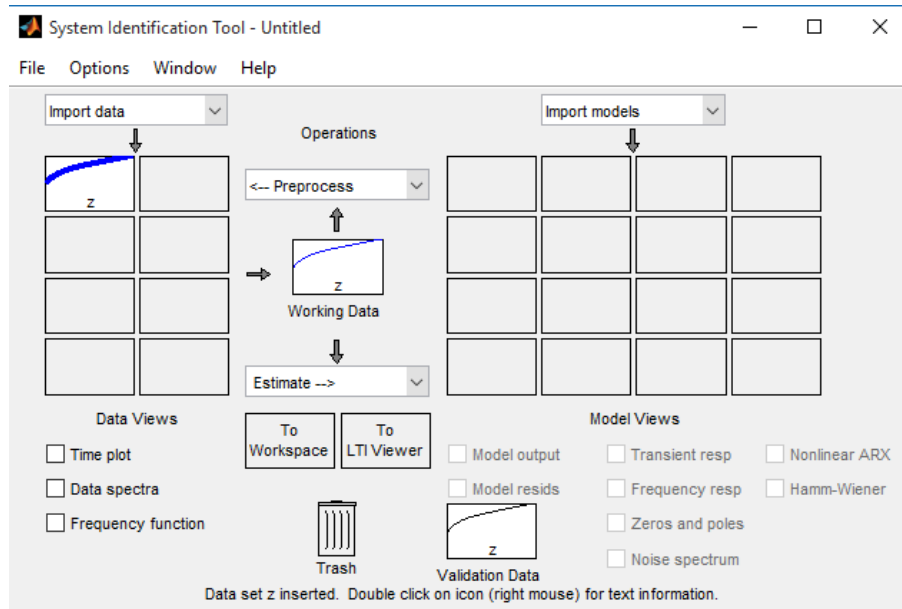 System Identification Tool - Untitled
File Options Window Help
Import data
Import models
Operations
z
<-- Preprocess
z
Working Data
Estimate -->
Data Views
Model Views
To
Workspace
To
LTI Viewer
Time plot
Data spectra
Frequency function
Model output
Transient resp
Nonlinear ARX
Model resids
Frequency resp
Hamm-Wiener
Zeros and poles
Noise spectrum
Trash
z
Validation Data
Data set z inserted. Double click on icon (right mouse) for text information.